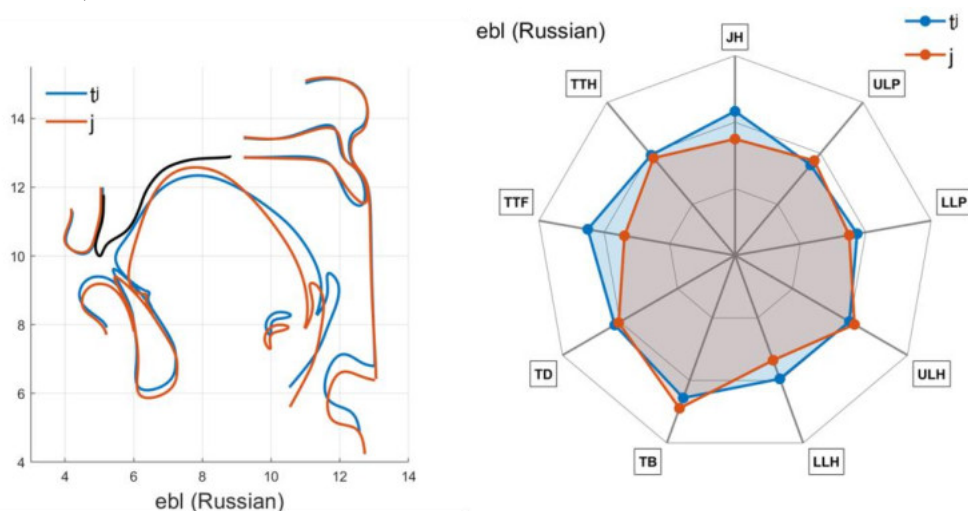 tʲ
j
14
12
10
8
6
4
4 6 8 10 12 14
ebl (Russian)
ebl (Russian)
tʲ
j
JH
ULP
LLP
ULH
LLH
TB
TD
TTF
TTH